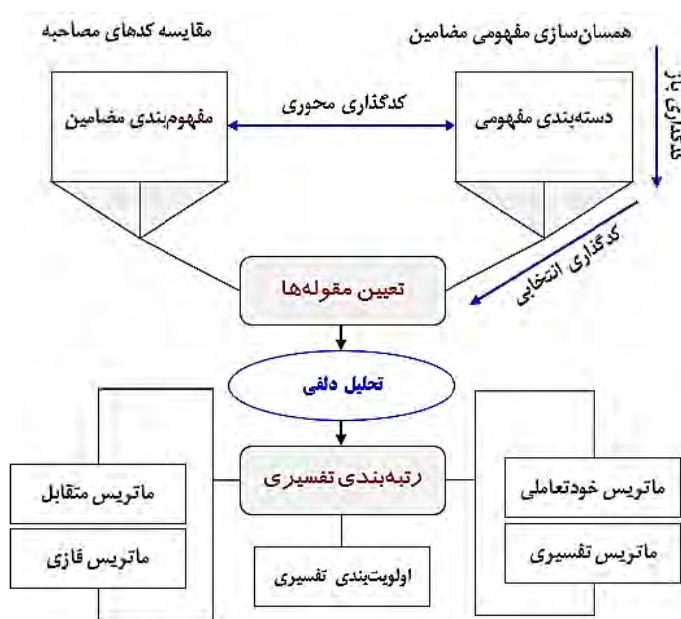 همسان‌سازی مفهومی مضامین
مقایسه کدهای مصاحبه
کدگذاری باز
دسته‌بندی مفهومی
کدگذاری محوری
مفهوم‌بندی مضامین
کدگذاری انتخابی
تعیین مقوله‌ها
تحلیل دلفی
رتبه‌بندی تفسیری
ماتریس خودتعاملی
ماتریس متقابل
ماتریس تفسیری
ماتریس فازی
اولویت‌بندی تفسیری